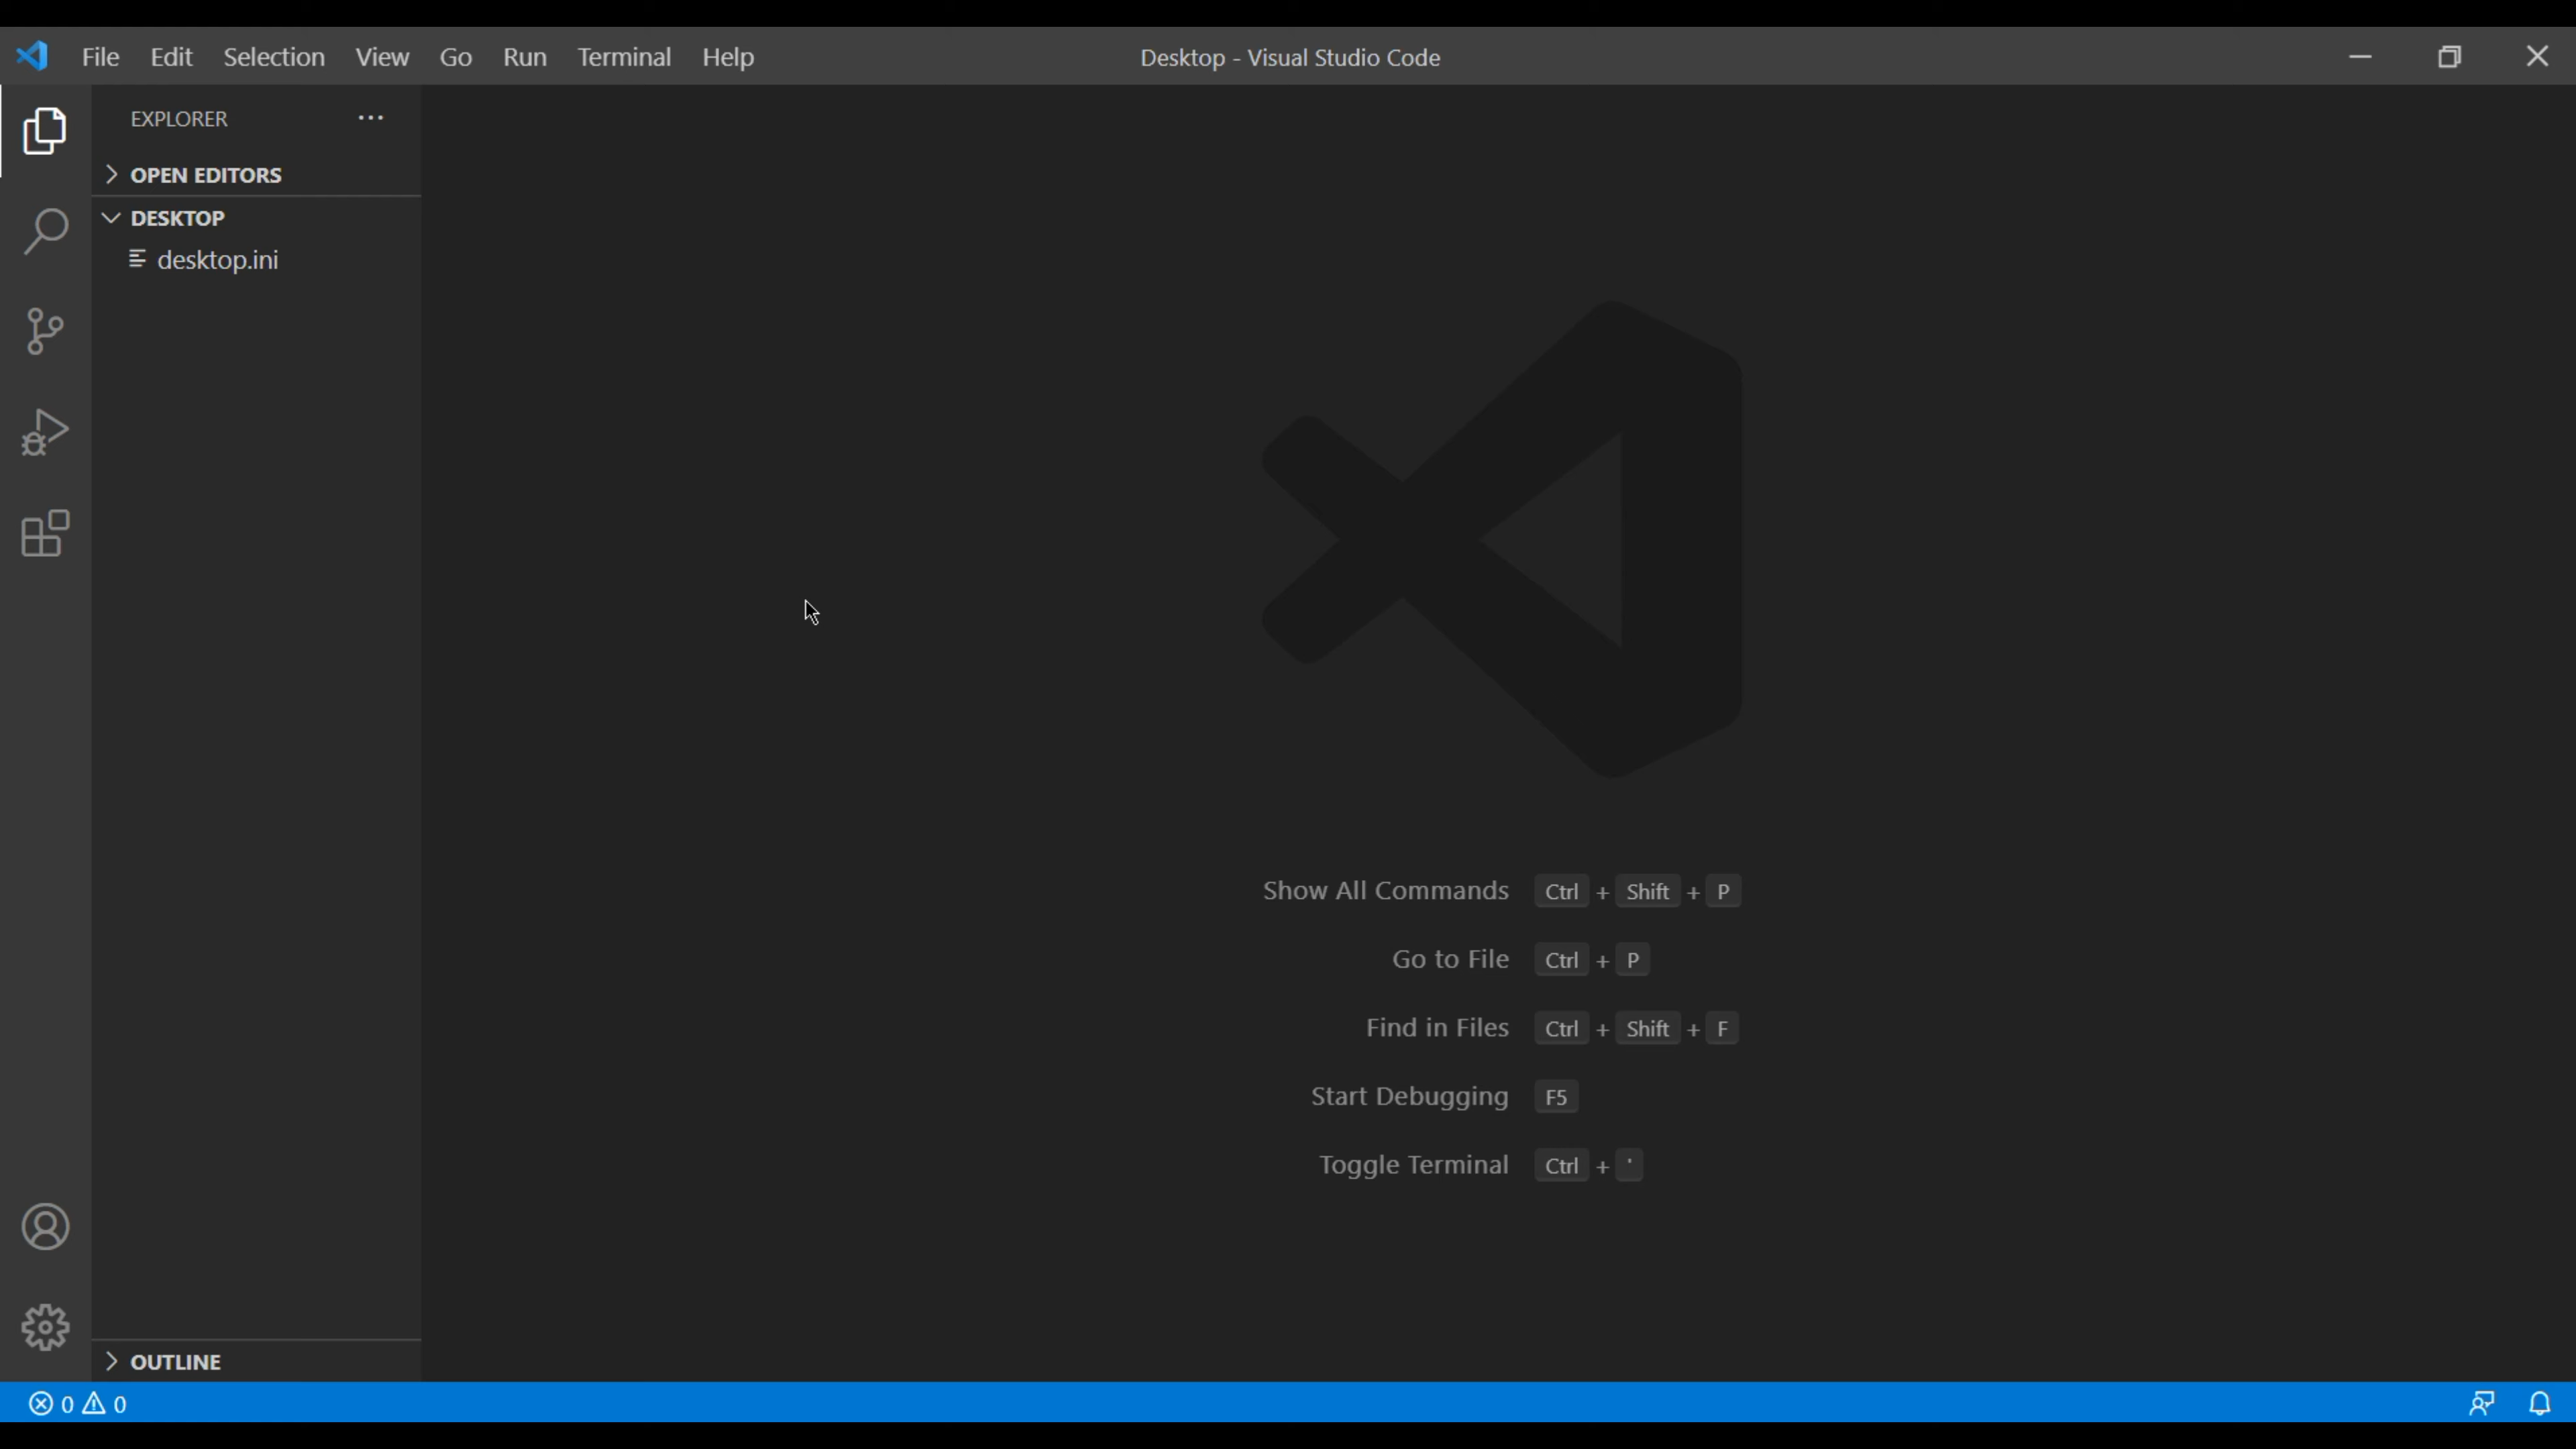 File Edit Selection View Go Run Terminal Help Desktop - Visual Studio Code
EXPLORER
OPEN EDITORS
DESKTOP
desktop.ini
Show All Commands Ctrl + Shift + P
Go to File Ctrl + P
Find in Files Ctrl + Shift + F
Start Debugging F5
Toggle Terminal Ctrl + '
OUTLINE
0 0